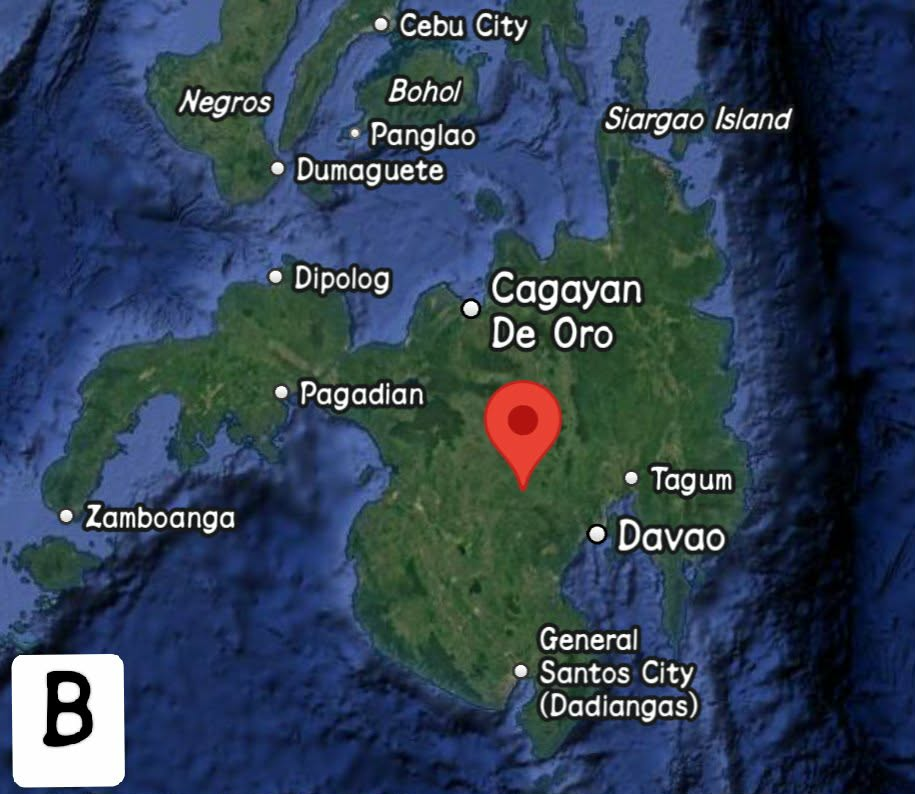 Cebu City
Negros
Bohol
Siargao Island
Panglao
Dumaguete
Dipolog
Cagayan
De Oro
Pagadian
Tagum
Zamboanga
Davao
General
Santos City
(Dadiangas)
B